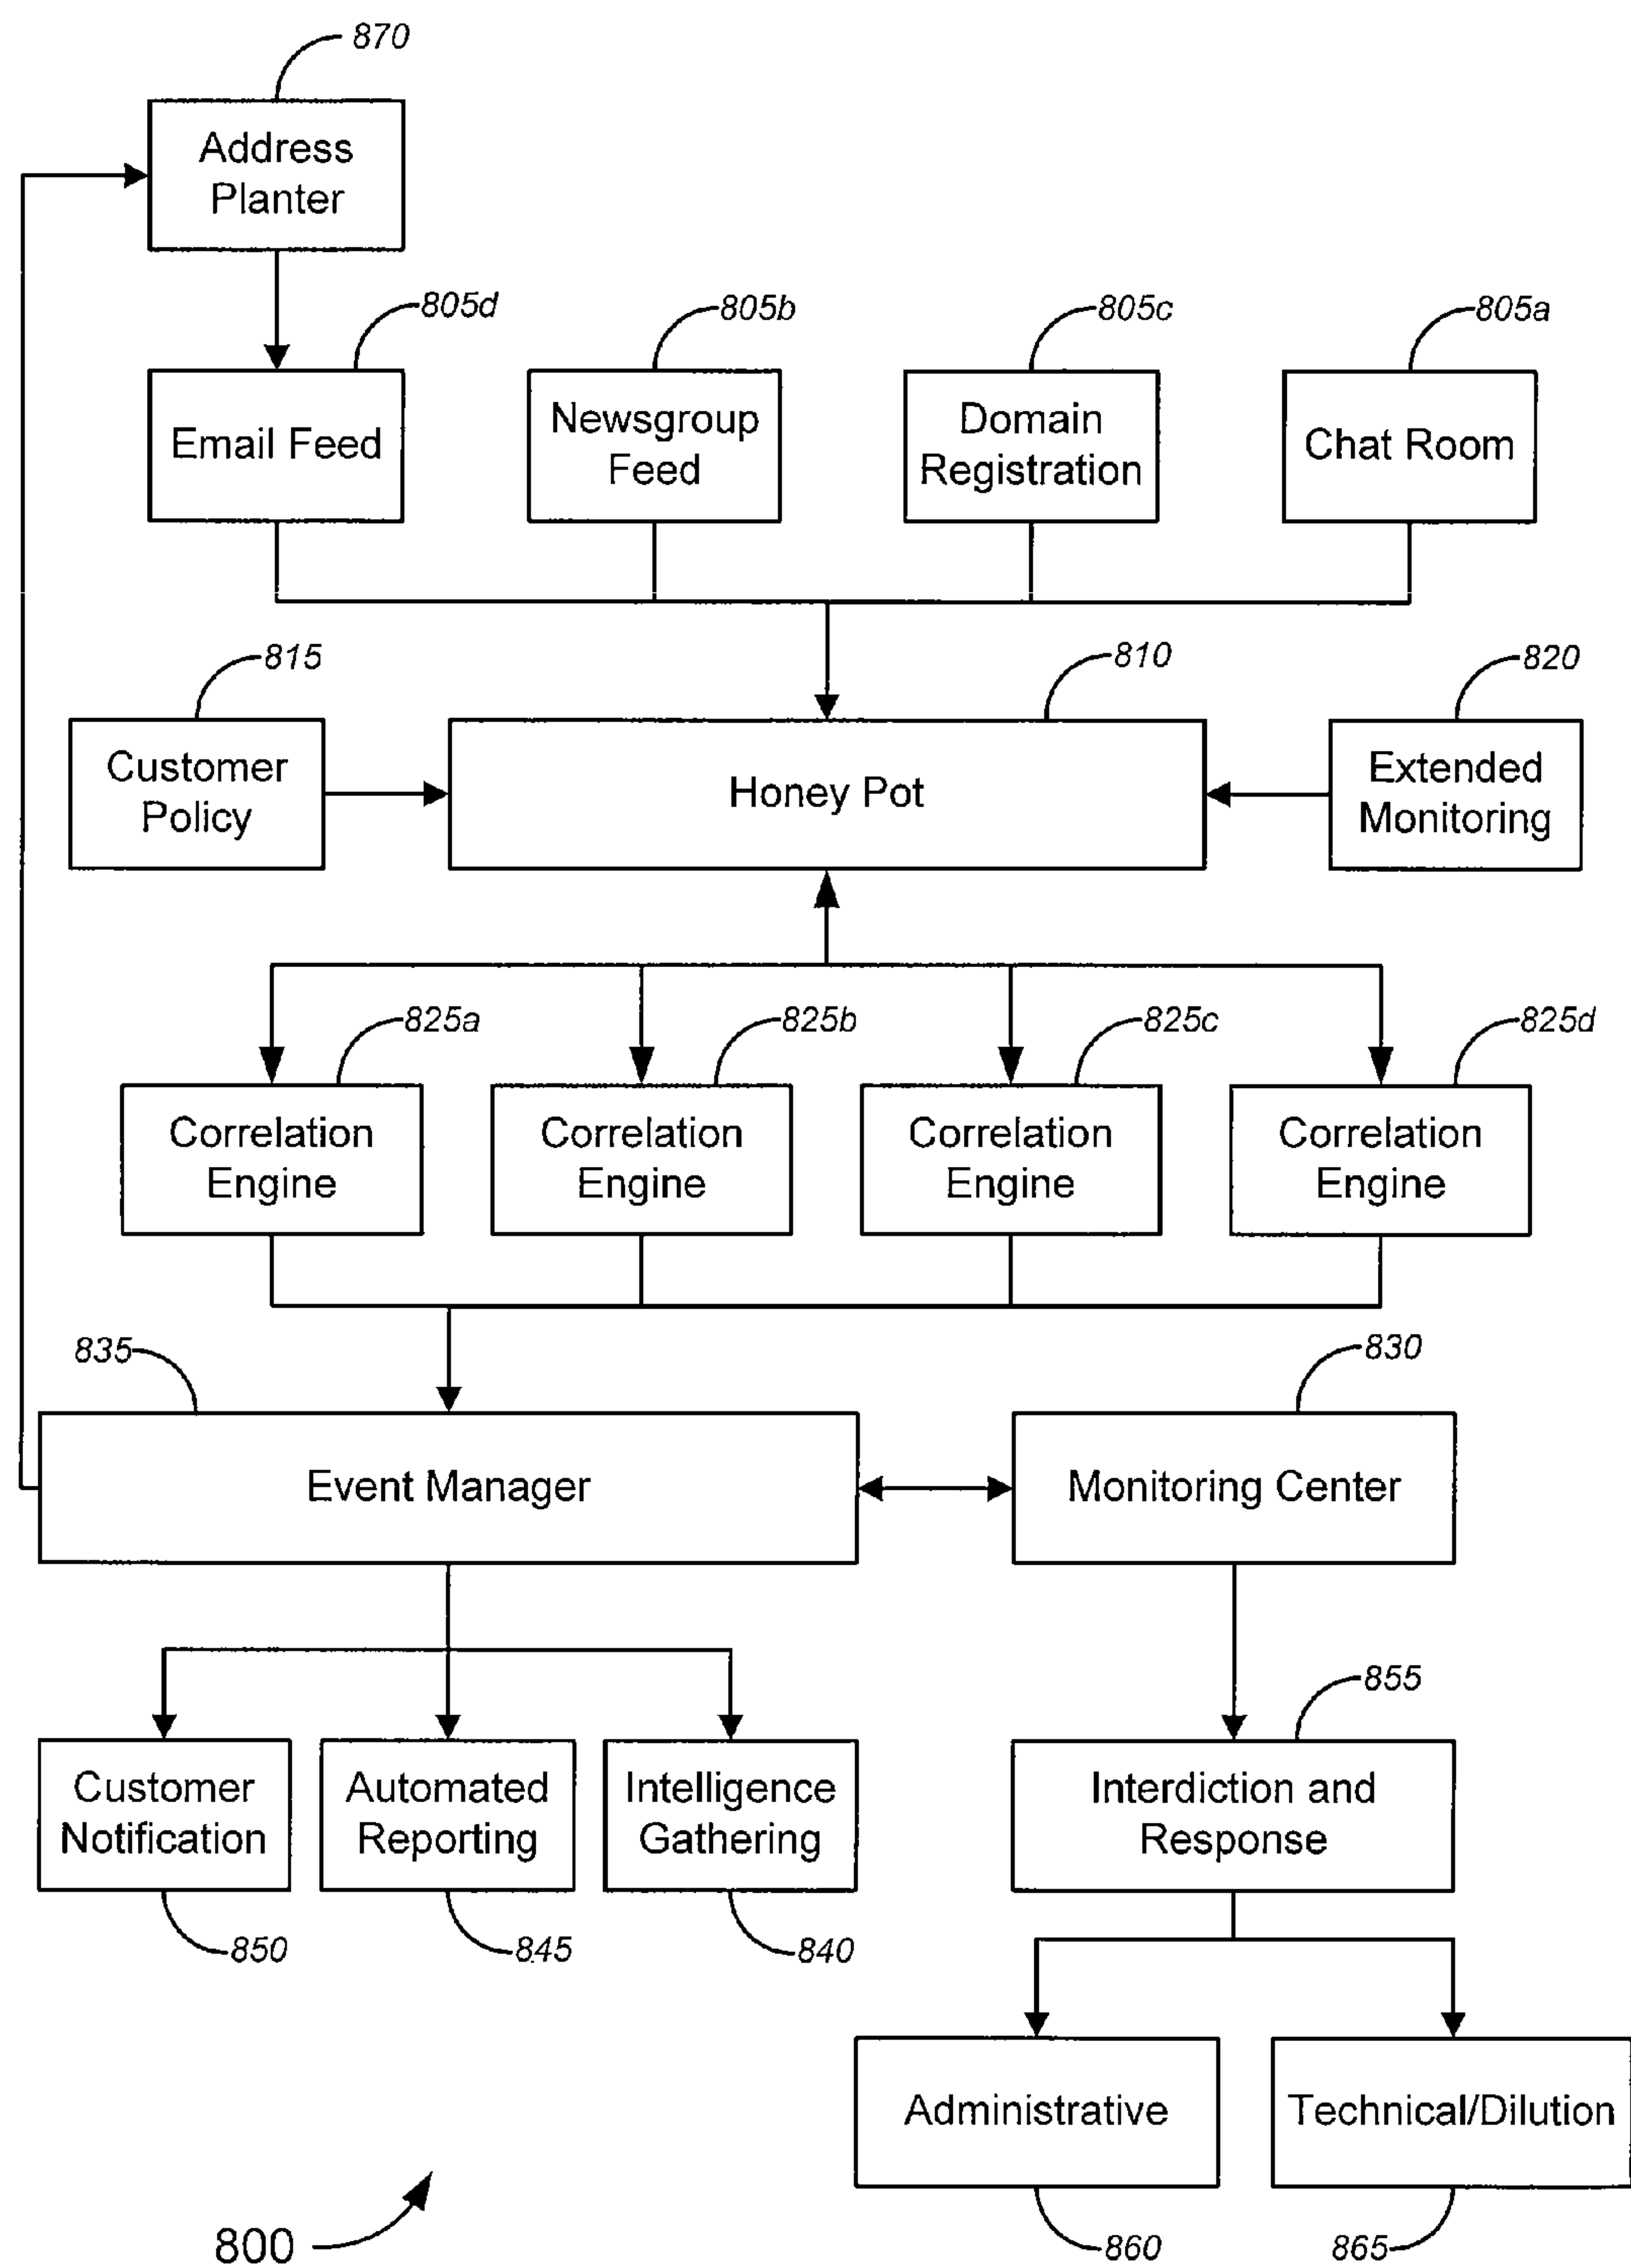 870
Address
Planter
805d
805b
805c
805a
Email Feed
Newsgroup
Feed
Domain
Registration
Chat Room
815
810
820
Customer
Policy
Honey Pot
Extended
Monitoring
825a
825b
825c
825d
Correlation
Engine
Correlation
Engine
Correlation
Engine
Correlation
Engine
835
830
Event Manager
Monitoring Center
855
Customer
Notification
Automated
Reporting
Intelligence
Gathering
Interdiction and
Response
850
845
840
Administrative
Technical/Dilution
800
860
865